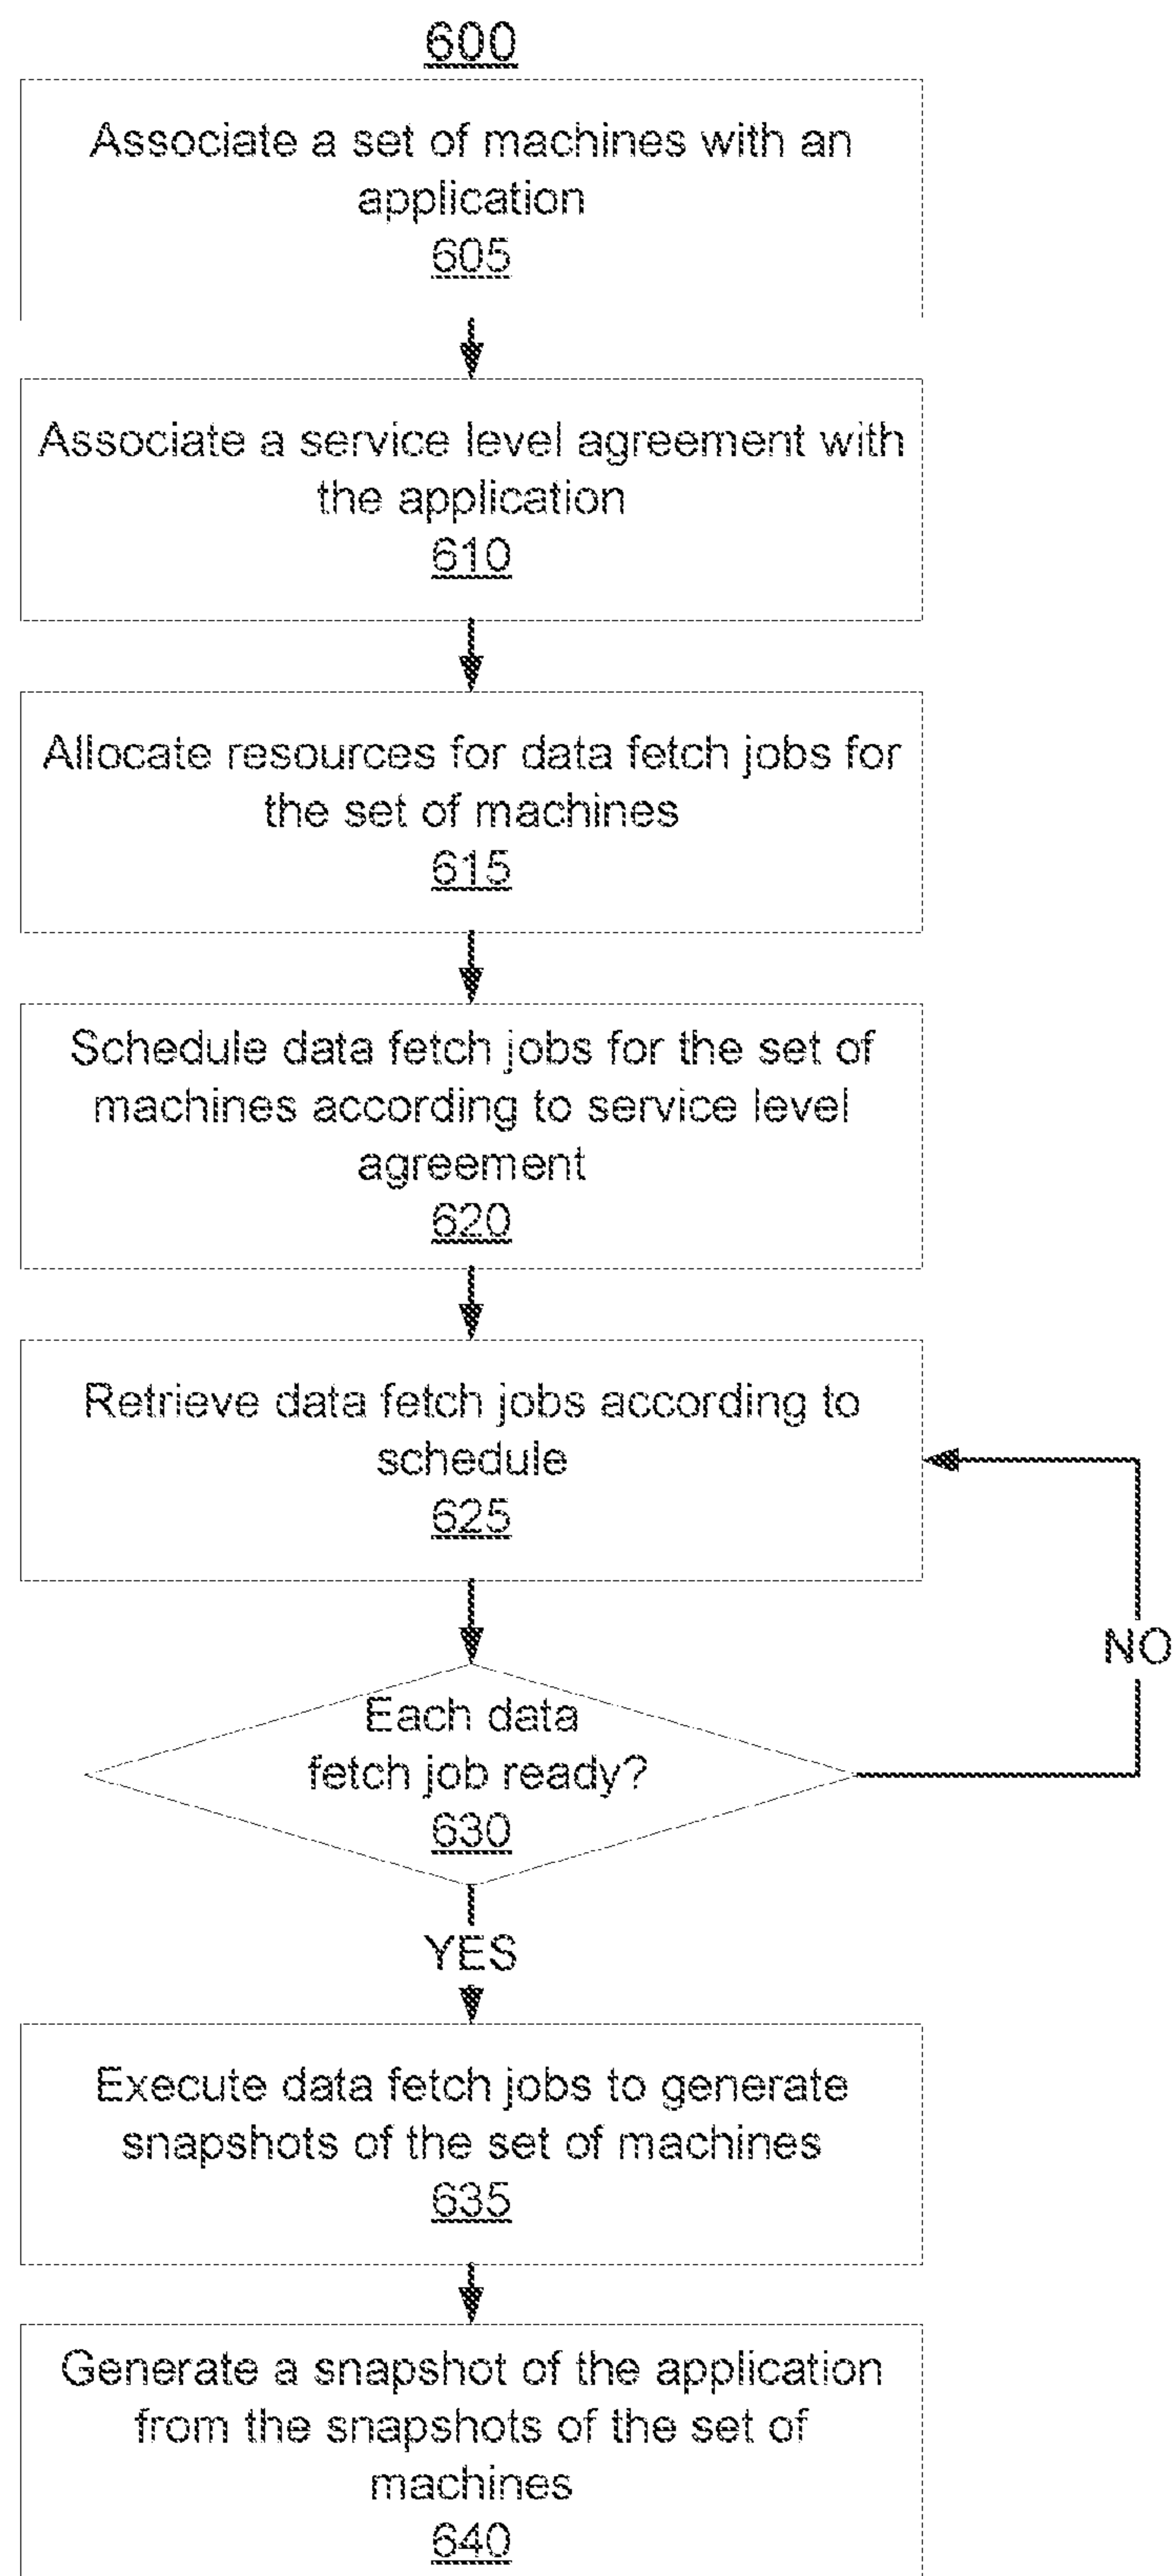 600
Associate a set of machines with an
application
605
Associate a service level agreement with
the application
610
Allocate resources for data fetch jobs for
the set of machines
615
Schedule data fetch jobs for the set of
machines according to service level
agreement
620
Retrieve data fetch jobs according to
schedule
625
Each data
fetch job ready?
630
NO
YES
Execute data fetch jobs to generate
snapshots of the set of machines
635
Generate a snapshot of the application
from the snapshots of the set of
machines
640